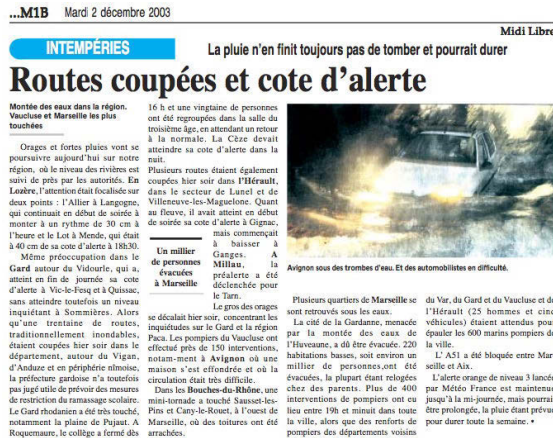 ...M1B Mardi 2 décembre 2003
Midi Libre
INTEMPÉRIES
La pluie n'en finit toujours pas de tomber et pourrait durer
Routes coupées et cote d'alerte
Montée des eaux dans la région.
Vaucluse et Marseille les plus
touchées
Orages et fortes pluies vont se
poursuivre aujourd'hui sur notre
région, où le niveau des rivières est
suivi de près par les autorités. En
Lozère, l'attention était focalisée sur
deux points : l'Allier à Langogne,
qui continuait en début de soirée à
monter à un rythme de 30 cm à
l'heure et le Lot à Mende, qui était
à 40 cm de sa cote d'alerte à 18h30.
Même préoccupation dans le
Gard autour du Vidourle, qui a,
atteint en fin de journée sa cote
d'alerte à Vic-le-Fesq et à Quissac,
sans atteindre toutefois un niveau
inquiétant à Sommières. Alors
qu'une trentaine de routes,
traditionnellement inondables,
étaient coupées hier soir dans le
département, autour du Vigan,
d'Anduze et en périphérie nîmoise,
la préfecture gardoise n'a toutefois
pas jugé utile de prévoir des mesures
de restriction du ramassage scolaire.
Le Gard rhodanien a été très touché,
notamment la plaine de Pujaut. A
Roquemaure, le collège a fermé dès
16 h et une vingtaine de personnes
ont été regroupées dans la salle du
troisième âge, en attendant un retour
à la normale. La Cèze devait
atteindre sa cote d'alerte dans la
nuit.
Plusieurs routes étaient également
coupées hier soir dans l'Hérault,
dans le secteur de Lunel et de
Villeneuve-les-Maguelone. Quant
au fleuve, il avait atteint en début
de soirée sa cote d'alerte à Gignac,
mais commençait
à baisser à
Ganges. A
Millau, la
préalerte a été
déclenchée pour
le Tarn.
Un millier
de personnes
évacuées
à Marseille
Le gros des orages
se décalait hier soir, concentrant les
inquiétudes sur le Gard et la région
Paca. Les pompiers du Vaucluse ont
effectué près de 150 interventions,
notam-ment à Avignon où une
maison s'est effondrée et où la
circulation était très difficile.
Dans les Bouches-du-Rhône, une
mini-tornade a touché Sausset-les-
Pins et Cany-le-Rouet, à l'ouest de
Marseille, où des toitures ont été
arrachées.
Avignon sous des trombes d'eau. Et des automobilistes en difficulté.
Plusieurs quartiers de Marseille se
sont retrouvés sous les eaux.
La cité de la Gardanne, menacée
par la montée des eaux de
l'Huveaune, a dû être évacuée. 220
habitations basses, soit environ un
millier de personnes,ont été
évacuées, la plupart étant relogées
chez des parents. Plus de 400
interventions de pompiers ont eu
lieu entre 19h et minuit dans toute
la ville, alors que des renforts de
pompiers des départements voisins
du Var, du Gard et du Vaucluse et de
l'Hérault (25 hommes et cinq
véhicules) étaient attendus pour
épauler les 600 marins pompiers de
la ville.
L' A51 a été bloquée entre Mar-
seille et Aix.
L'alerte orange de niveau 3 lancée
par Météo France est maintenue
jusqu'à la mi-journée, mais pourrait
être prolongée, la pluie étant prévue
pour durer toute la semaine. •